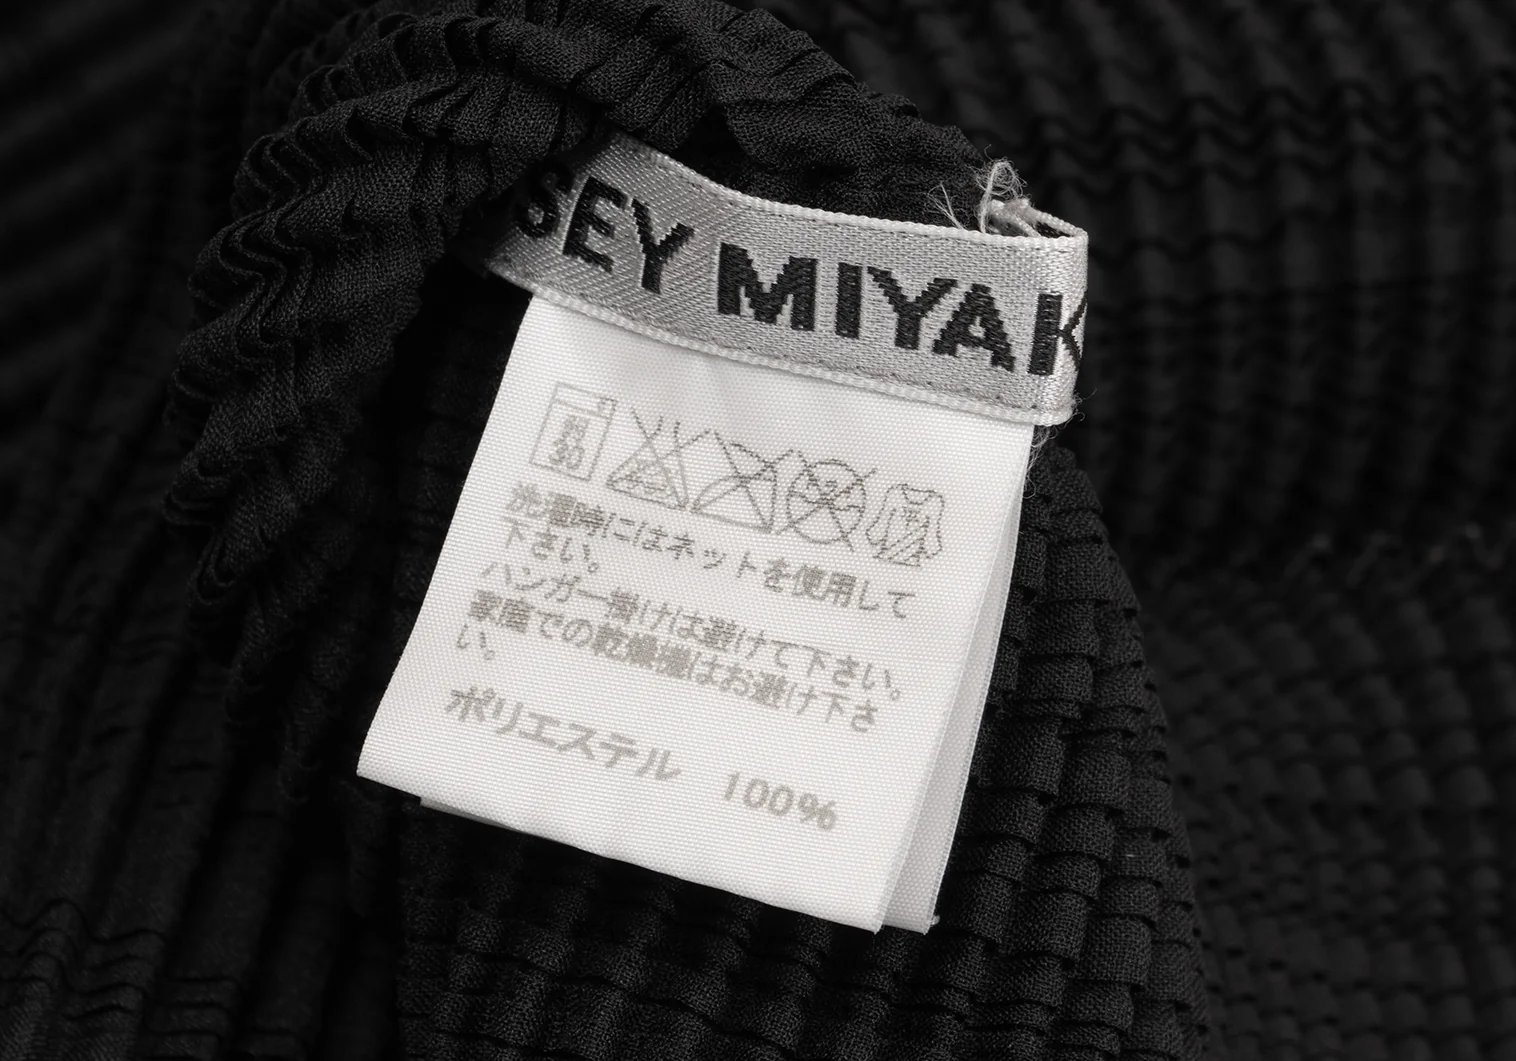 SEY MIYAK
弱
30
洗濯時にはネットを使用して
下さい。
ハンガー掛けは避けて下さい。
家庭での乾燥機はお避け下さ
い。
ポリエステル 100%